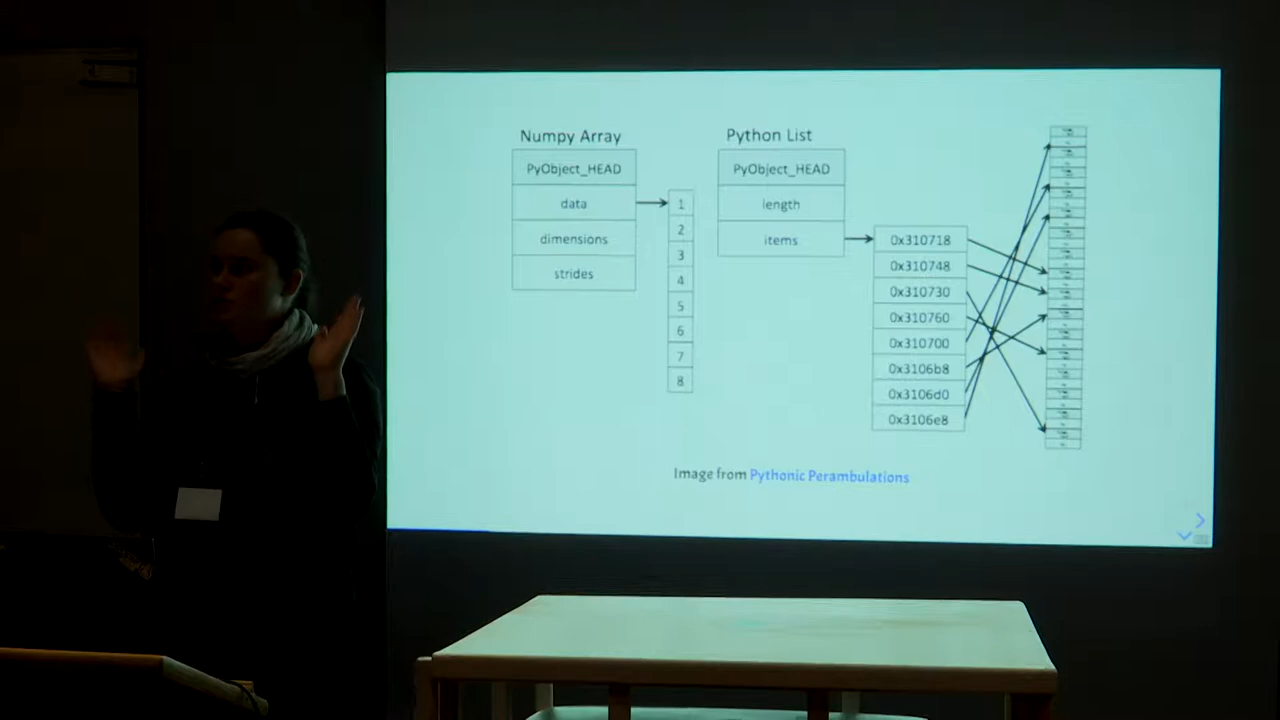 Numpy Array
PyObject_HEAD
data
dimensions
strides
1
2
3
4
5
6
7
8
Python List
PyObject_HEAD
length
items
0x310718
0x310748
0x310730
0x310760
0x310700
0x3106b8
0x3106d0
0x3106e8
Image from Pythonic Perambulations